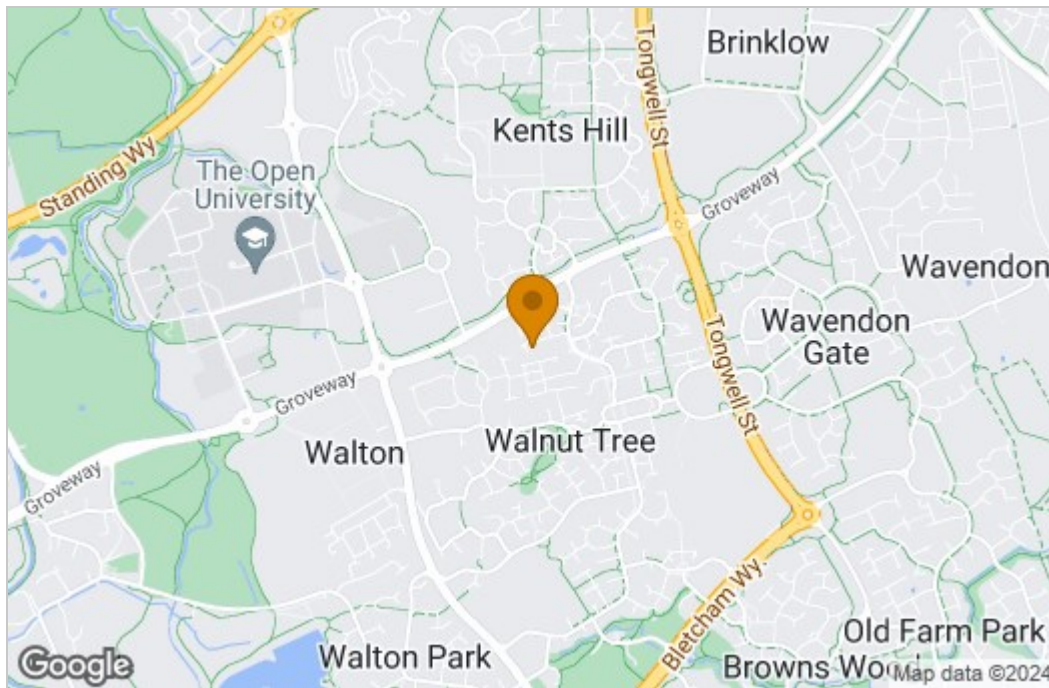 Brinklow
Tongwell St
Kents Hill
Standing Wy
The Open
University
Groveway
Wavendon
Wavendon
Gate
Tongwell St
Groveway
Walton
Walnut Tree
Groveway
Bletcham Wy
Old Farm Park
Walton Park
Browns Woo
Google
Map data ©2024